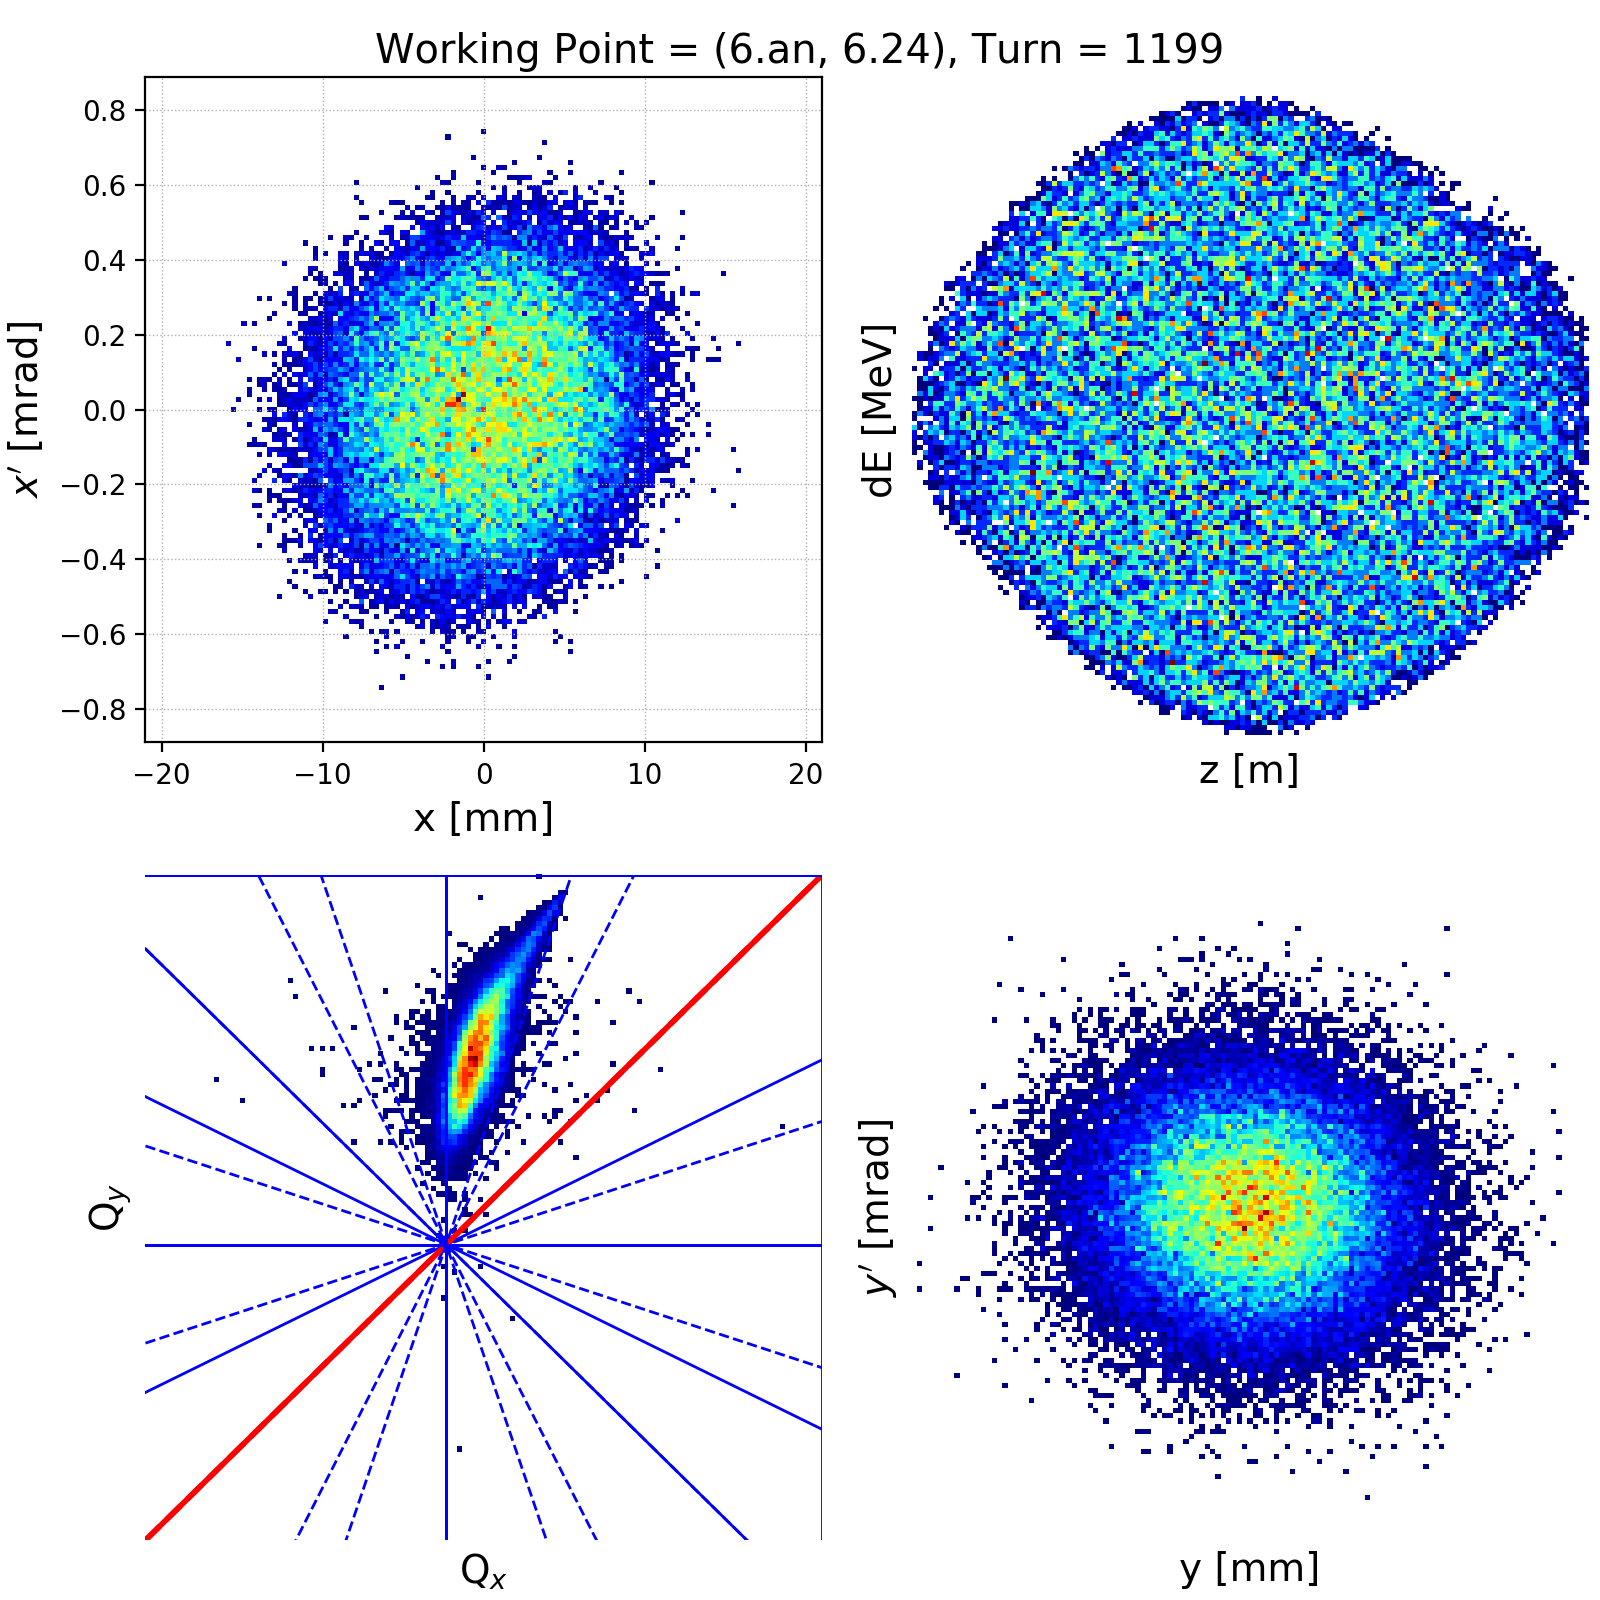 Working Point = (6.an, 6.24), Turn = 1199
0.8
0.6
0.4
0.2
0.0
−0.2
−0.4
−0.6
−0.8
x′ [mrad]
−20 −10 0 10 20
x [mm]
dE [MeV]
z [m]
Qy
Qx
y′ [mrad]
y [mm]